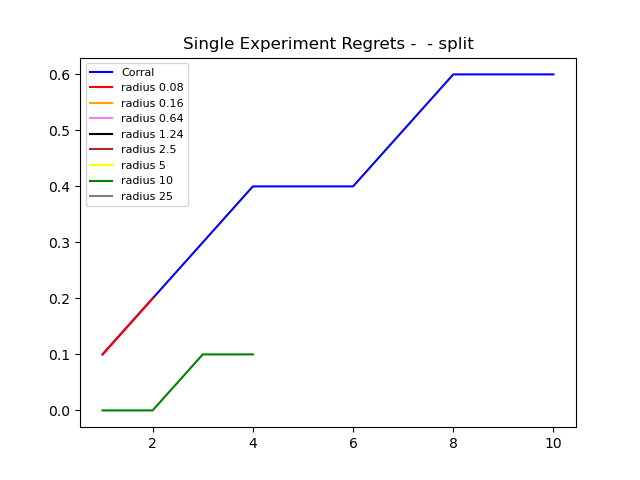 Single Experiment Regrets -  - split
Corral
radius 0.08
radius 0.16
radius 0.64
radius 1.24
radius 2.5
radius 5
radius 10
radius 25
0.6
0.5
0.4
0.3
0.2
0.1
0.0
2 4 6 8 10